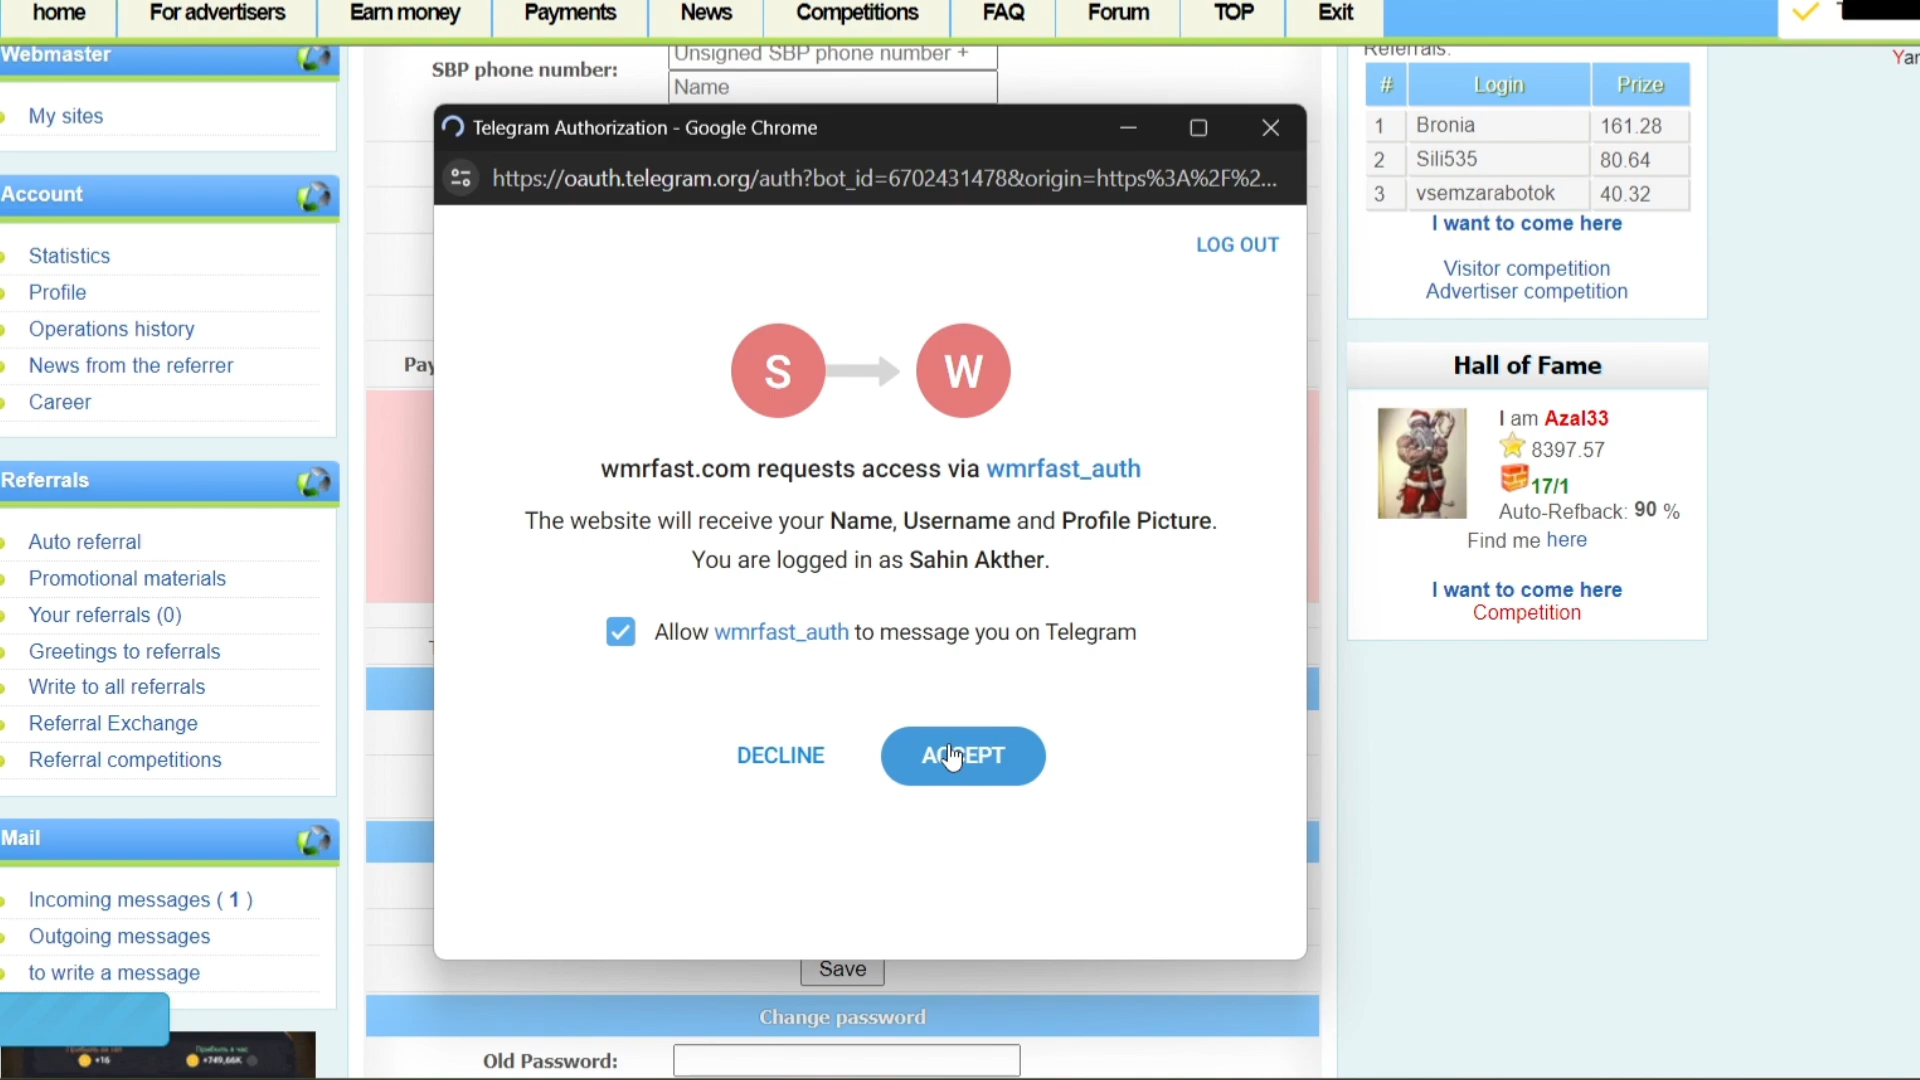 home
For advertisers
Earn money
Payments
News
Competitions
FAQ
Forum
TOP
Exit
Webmaster
My sites
Account
Statistics
Profile
Operations history
News from the referrer
Career
Referrals
Auto referral
Promotional materials
Your referrals (0)
Greetings to referrals
Write to all referrals
Referral Exchange
Referral competitions
Mail
Incoming messages ( 1 )
Outgoing messages
to write a message
SBP phone number:
Unsigned SBP phone number +
Name
Pay
Telegram Authorization - Google Chrome
https://oauth.telegram.org/auth?bot_id=6702431478&origin=https%3A%2F%2...
LOG OUT
S
W
wmrfast.com requests access via wmrfast_auth
The website will receive your Name, Username and Profile Picture.
You are logged in as Sahin Akther.
Allow wmrfast_auth to message you on Telegram
DECLINE
ACCEPT
Save
Change password
Old Password:
Referrals:
# Login Prize
1 Bronia 161.28
2 Sili535 80.64
3 vsemzarabotok 40.32
I want to come here
Visitor competition
Advertiser competition
Hall of Fame
I am Azal33
8397.57
17/1
Auto-Refback: 90 %
Find me here
I want to come here
Competition
Yan